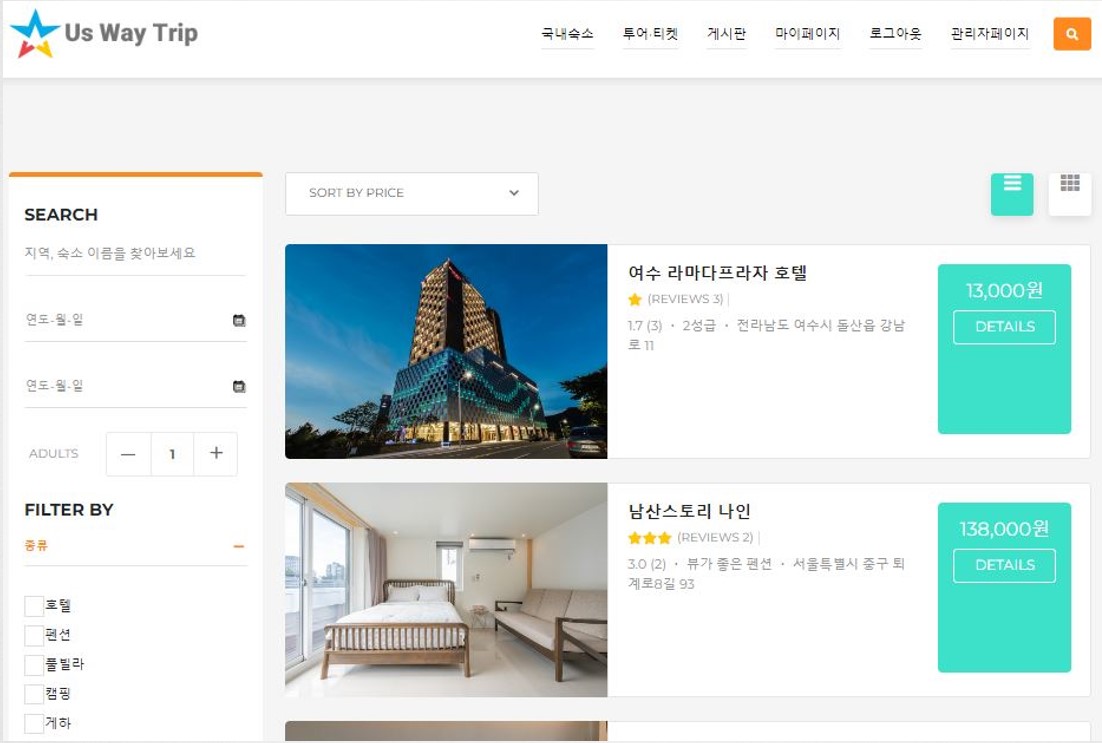 Us Way Trip
국내숙소 투어·티켓 게시판 마이페이지 로그아웃 관리자페이지
SEARCH
지역, 숙소 이름을 찾아보세요
연도-월-일
연도-월-일
ADULTS — 1 +
FILTER BY
종류 —
호텔
펜션
풀빌라
캠핑
게하
SORT BY PRICE
여수 라마다프라자 호텔
(REVIEWS 3) |
1.7 (3) · 2성급 · 전라남도 여수시 돌산읍 강남
로 11
13,000원
DETAILS
남산스토리 나인
(REVIEWS 2) |
3.0 (2) · 뷰가 좋은 펜션 · 서울특별시 중구 퇴
계로8길 93
138,000원
DETAILS